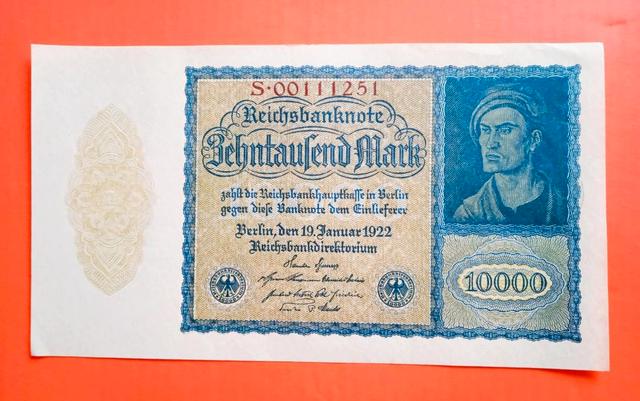 S·00111251
Reichsbanknote
Zehntausend Mark
zahlt die Reichsbankhauptkasse in Berlin
gegen diese Banknote dem Einlieferer
Berlin, den 19. Januar 1922
Reichsbankdirektorium
10000